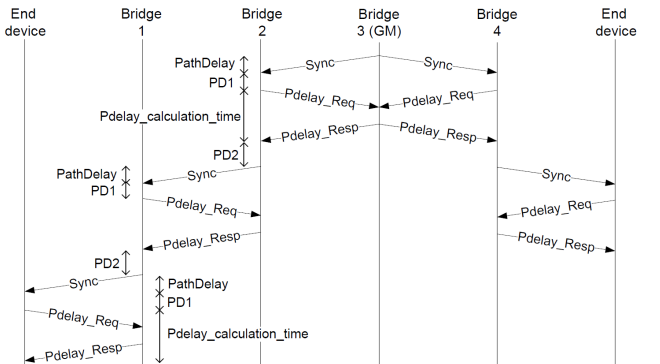 End device
Bridge 1
Bridge 2
Bridge 3 (GM)
Bridge 4
End device
PathDelay
Sync
Sync
PD1
Pdelay_Req
Pdelay_Req
Pdelay_calculation_time
Pdelay_Resp
Pdelay_Resp
PD2
PathDelay
Sync
Sync
PD1
Pdelay_Req
Pdelay_Req
Pdelay_Resp
Pdelay_Resp
PD2
Sync
PathDelay
PD1
Pdelay_Req
Pdelay_calculation_time
Pdelay_Resp